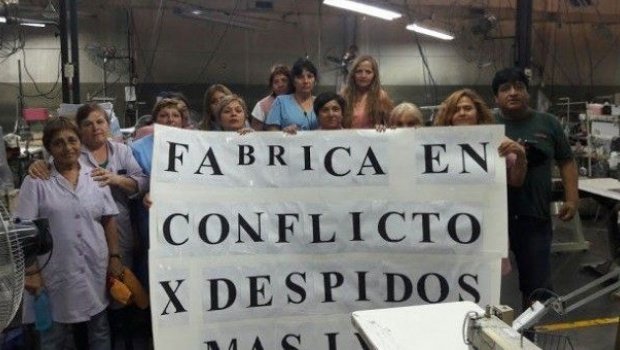 FABRICA EN
CONFLICTO
X DESPIDOS